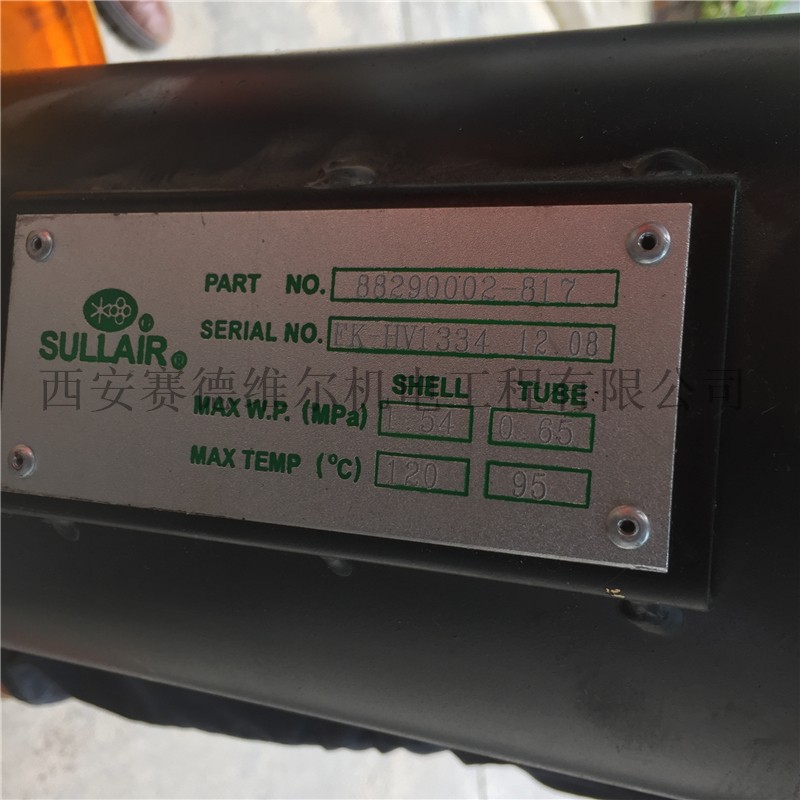 PART NO. 88290002-817
SERIAL NO. FK-HV1334 12.08
SULLAIR
西安赛德维尔机电工程有限公司
SHELL TUBE
MAX W.P. (MPa) 1.54 0.65
MAX TEMP (°C) 120 95